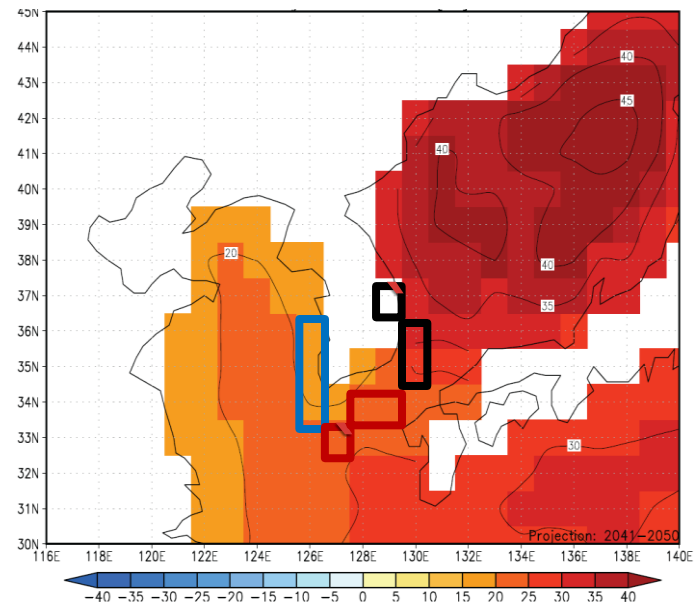 45N
44N
43N
42N
41N
40N
39N
38N
37N
36N
35N
34N
33N
32N
31N
30N
40
45
40
20
40
35
30
Projection: 2041-2050
116E 118E 120E 122E 124E 126E 128E 130E 132E 134E 136E 138E 140E
-40 -35 -30 -25 -20 -15 -10 -5 0 5 10 15 20 25 30 35 40